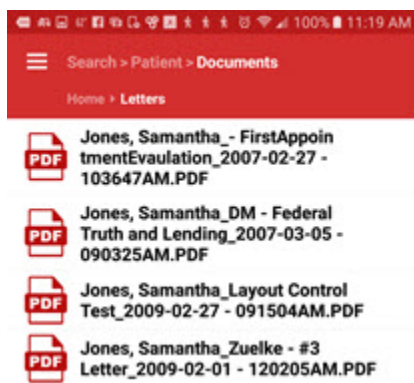 100% 11:19 AM
Search > Patient > Documents
Home > Letters
PDF
Jones, Samantha_- FirstAppoin
tmentEvaulation_2007-02-27 -
103647AM.PDF
PDF
Jones, Samantha_DM - Federal
Truth and Lending_2007-03-05 -
090325AM.PDF
PDF
Jones, Samantha_Layout Control
Test_2009-02-27 - 091504AM.PDF
PDF
Jones, Samantha_Zuelke - #3
Letter_2009-02-01 - 120205AM.PDF